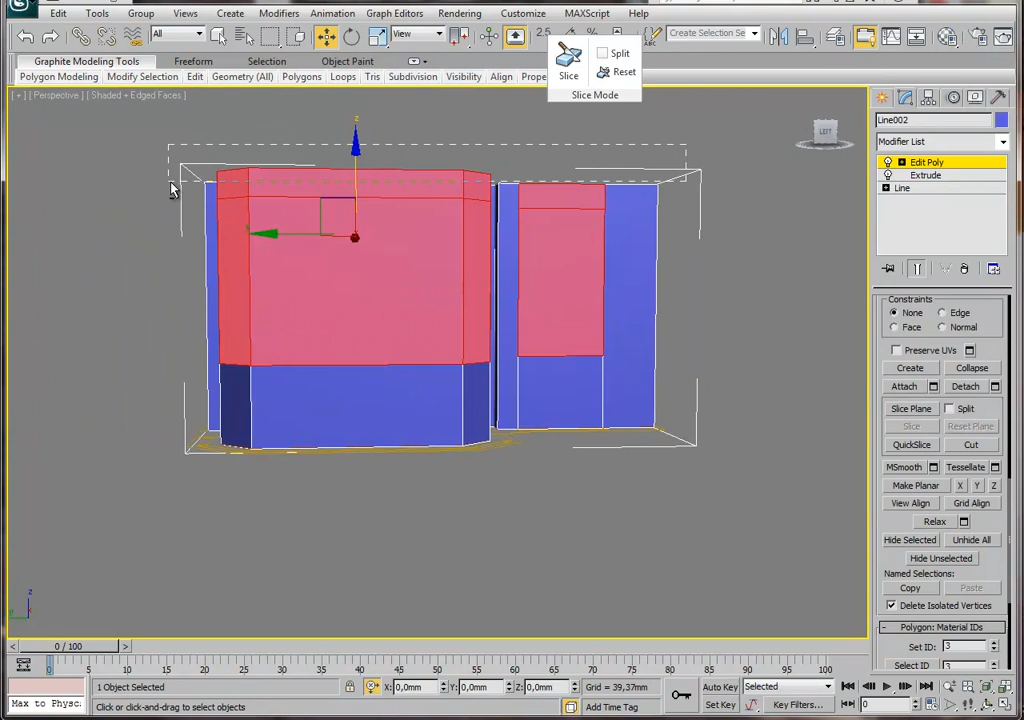 Edit Tools Group Views Create Modifiers Animation Graph Editors Rendering Customize MAXScript Help
All View 2.5 Create Selection Se
Graphite Modeling Tools Freeform Selection Object Paint
Polygon Modeling Modify Selection Edit Geometry (All) Polygons Loops Tris Subdivision Visibility Align Prope
Slice Split
Reset
Slice Mode
[ + ] [ Perspective ] [ Shaded + Edged Faces ]
LEFT
z
Line002
Modifier List
Edit Poly
Extrude
Line
Constraints
None Edge
Face Normal
Preserve UVs
Create Collapse
Attach Detach
Slice Plane Split
Slice Reset Plane
QuickSlice Cut
MSmooth Tessellate
Make Planar X Y Z
View Align Grid Align
Relax
Hide Selected Unhide All
Hide Unselected
Named Selections:
Copy Paste
Delete Isolated Vertices
- Polygon: Material IDs
Set ID: 3
Select ID 3
z
< 0 / 100 >
0 5 10 15 20 25 30 35 40 45 50 55 60 65 70 75 80 85 90 95 100
1 Object Selected X: 0,0mm Y: 0,0mm Z: 0,0mm Grid = 39,37mm Auto Key Selected
Max to Physc Click or click-and-drag to select objects Add Time Tag Set Key Key Filters... 0